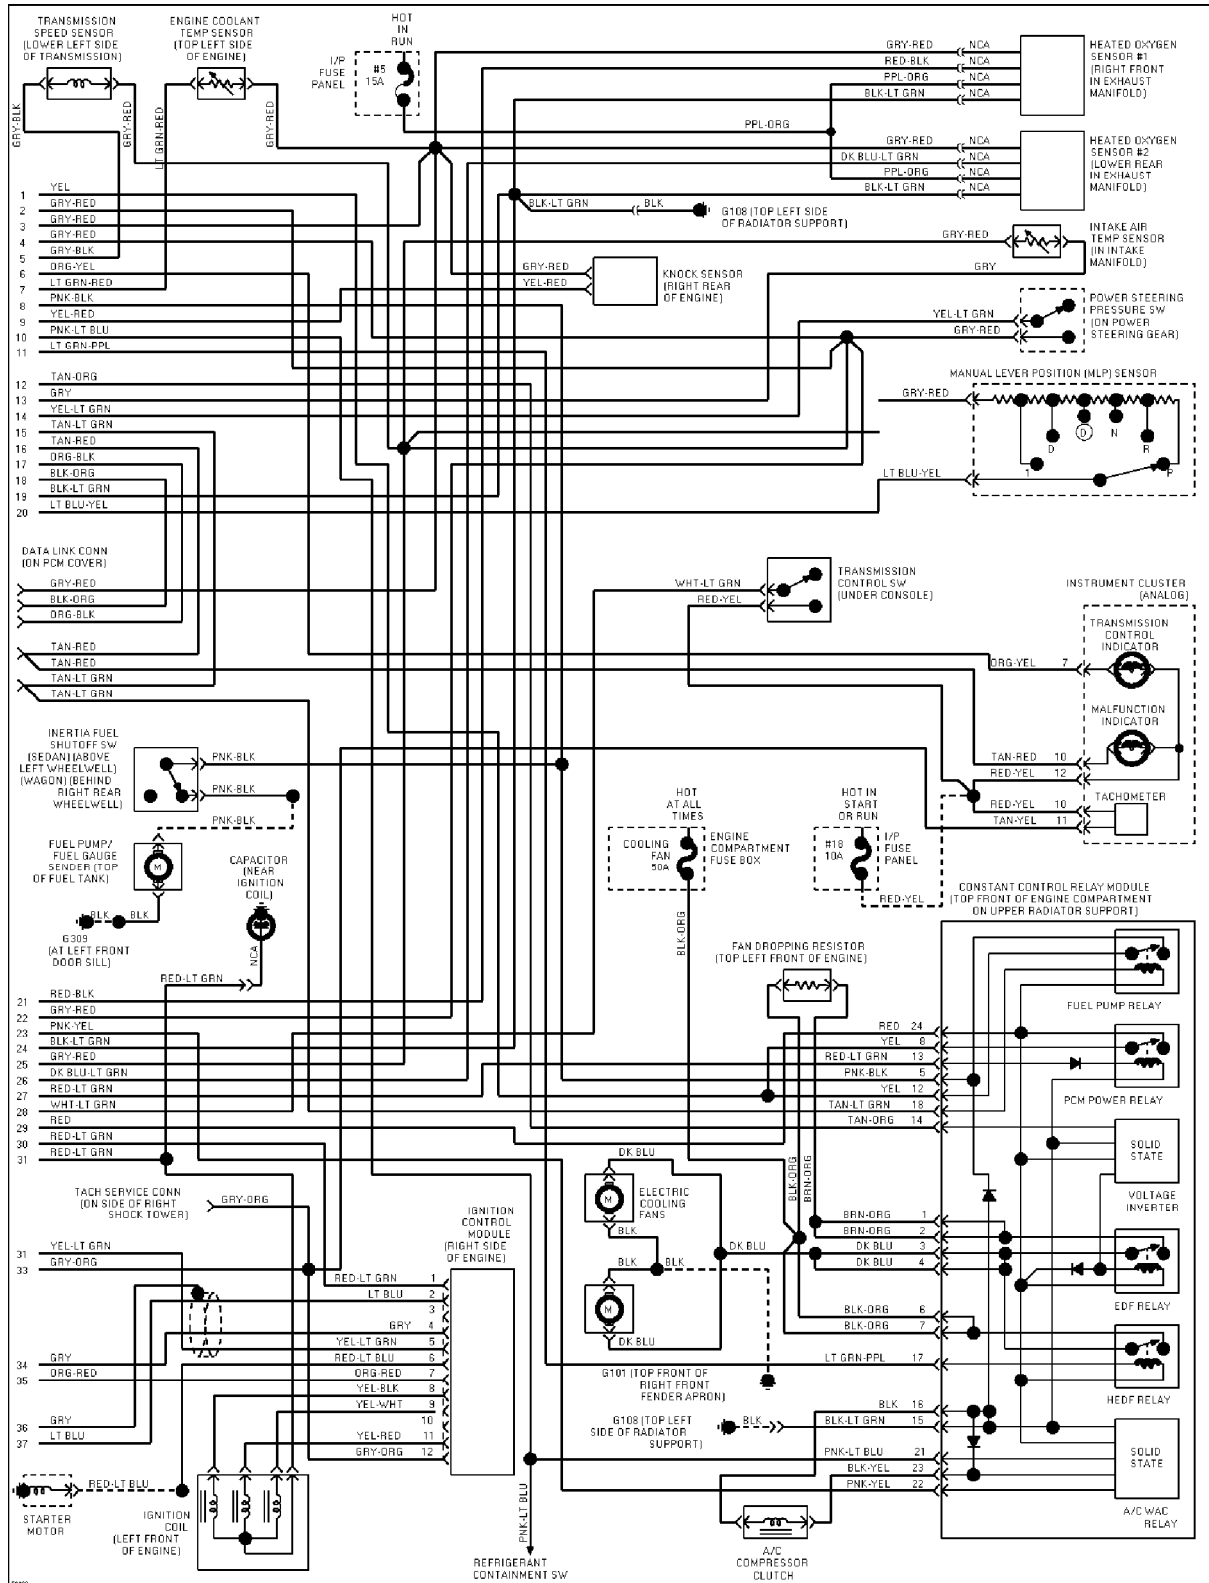 TRANSMISSION
SPEED SENSOR
(LOWER LEFT SIDE
OF TRANSMISSION)
ENGINE COOLANT
TEMP SENSOR
(TOP LEFT SIDE
OF ENGINE)
HOT
IN
RUN
I/P
FUSE
PANEL
#5
15A
GRY-BLK
GRY-RED
LT GRN-RED
PPL-ORG
GRY-RED NCA
RED-BLK NCA
PPL-ORG NCA
BLK-LT GRN NCA
HEATED OXYGEN
SENSOR #1
(RIGHT FRONT
IN EXHAUST
MANIFOLD)
GRY-RED NCA
DK BLU-LT GRN NCA
PPL-ORG NCA
BLK-LT GRN NCA
HEATED OXYGEN
SENSOR #2
(LOWER REAR
IN EXHAUST
MANIFOLD)
BLK-LT GRN BLK
G108 (TOP LEFT SIDE
OF RADIATOR SUPPORT)
GRY-RED
GRY
INTAKE AIR
TEMP SENSOR
(IN INTAKE
MANIFOLD)
GRY-RED
YEL-RED
KNOCK SENSOR
(RIGHT REAR
OF ENGINE)
YEL-LT GRN
GRY-RED
POWER STEERING
PRESSURE SW
(ON POWER
STEERING GEAR)
MANUAL LEVER POSITION (MLP) SENSOR
GRY-RED
D
D
N
R
1
P
LT BLU-YEL
1 YEL
2 GRY-RED
3 GRY-RED
4 GRY-RED
5 GRY-BLK
6 ORG-YEL
7 LT GRN-RED
8 PNK-BLK
9 YEL-RED
10 PNK-LT BLU
11 LT GRN-PPL
12 TAN-ORG
13 GRY
14 YEL-LT GRN
15 TAN-LT GRN
16 TAN-RED
17 ORG-BLK
18 BLK-ORG
19 BLK-LT GRN
20 LT BLU-YEL
DATA LINK CONN
(ON PCM COVER)
GRY-RED
BLK-ORG
ORG-BLK
TAN-RED
TAN-RED
TAN-LT GRN
TAN-LT GRN
WHT-LT GRN
RED-YEL
TRANSMISSION
CONTROL SW
(UNDER CONSOLE)
INSTRUMENT CLUSTER
(ANALOG)
TRANSMISSION
CONTROL
INDICATOR
ORG-YEL 7
MALFUNCTION
INDICATOR
TAN-RED 10
RED-YEL 12
TACHOMETER
RED-YEL 10
TAN-YEL 11
INERTIA FUEL
SHUTOFF SW
(SEDAN) (ABOVE
LEFT WHEELWELL)
(WAGON) (BEHIND
RIGHT REAR
WHEELWELL)
PNK-BLK
PNK-BLK
PNK-BLK
FUEL PUMP/
FUEL GAUGE
SENDER (TOP
OF FUEL TANK)
M
BLK BLK
G309
(AT LEFT FRONT
DOOR SILL)
CAPACITOR
(NEAR
IGNITION
COIL)
NCA
RED-LT GRN
HOT
AT ALL
TIMES
COOLING
FAN
50A
ENGINE
COMPARTMENT
FUSE BOX
BLK-ORG
HOT IN
START
OR RUN
#18
10A
I/P
FUSE
PANEL
RED-YEL
CONSTANT CONTROL RELAY MODULE
(TOP FRONT OF ENGINE COMPARTMENT
ON UPPER RADIATOR SUPPORT)
FAN DROPPING RESISTOR
(TOP LEFT FRONT OF ENGINE)
21 RED-BLK
22 GRY-RED
23 PNK-YEL
24 BLK-LT GRN
25 GRY-RED
26 DK BLU-LT GRN
27 RED-LT GRN
28 WHT-LT GRN
29 RED
30 RED-LT GRN
31 RED-LT GRN
RED 24
YEL 8
RED-LT GRN 13
PNK-BLK 5
YEL 12
TAN-LT GRN 18
TAN-ORG 14
FUEL PUMP RELAY
PCM POWER RELAY
SOLID
STATE
VOLTAGE
INVERTER
BLK-ORG
BRN-ORG
BRN-ORG 1
BRN-ORG 2
DK BLU 3
DK BLU 4
EDF RELAY
BLK-ORG 6
BLK-ORG 7
LT GRN-PPL 17
HEDF RELAY
BLK 16
BLK-LT GRN 15
PNK-LT BLU 21
BLK-YEL 23
PNK-YEL 22
SOLID
STATE
A/C WAC
RELAY
TACH SERVICE CONN
(ON SIDE OF RIGHT
SHOCK TOWER)
GRY-ORG
31 YEL-LT GRN
33 GRY-ORG
34 GRY
35 ORG-RED
36 GRY
37 LT BLU
IGNITION
CONTROL
MODULE
(RIGHT SIDE
OF ENGINE)
RED-LT GRN 1
LT BLU 2
3
GRY 4
YEL-LT GRN 5
RED-LT BLU 6
ORG-RED 7
YEL-BLK 8
YEL-WHT 9
10
YEL-RED 11
GRY-ORG 12
DK BLU
M
ELECTRIC
COOLING
FANS
BLK
BLK BLK
DK BLU
M
DK BLU
G101 (TOP FRONT OF
RIGHT FRONT
FENDER APRON)
G108 (TOP LEFT
SIDE OF RADIATOR
SUPPORT)
BLK
RED-LT BLU
STARTER
MOTOR
IGNITION
COIL
(LEFT FRONT
OF ENGINE)
PNK-LT BLU
REFRIGERANT
CONTAINMENT SW
A/C
COMPRESSOR
CLUTCH